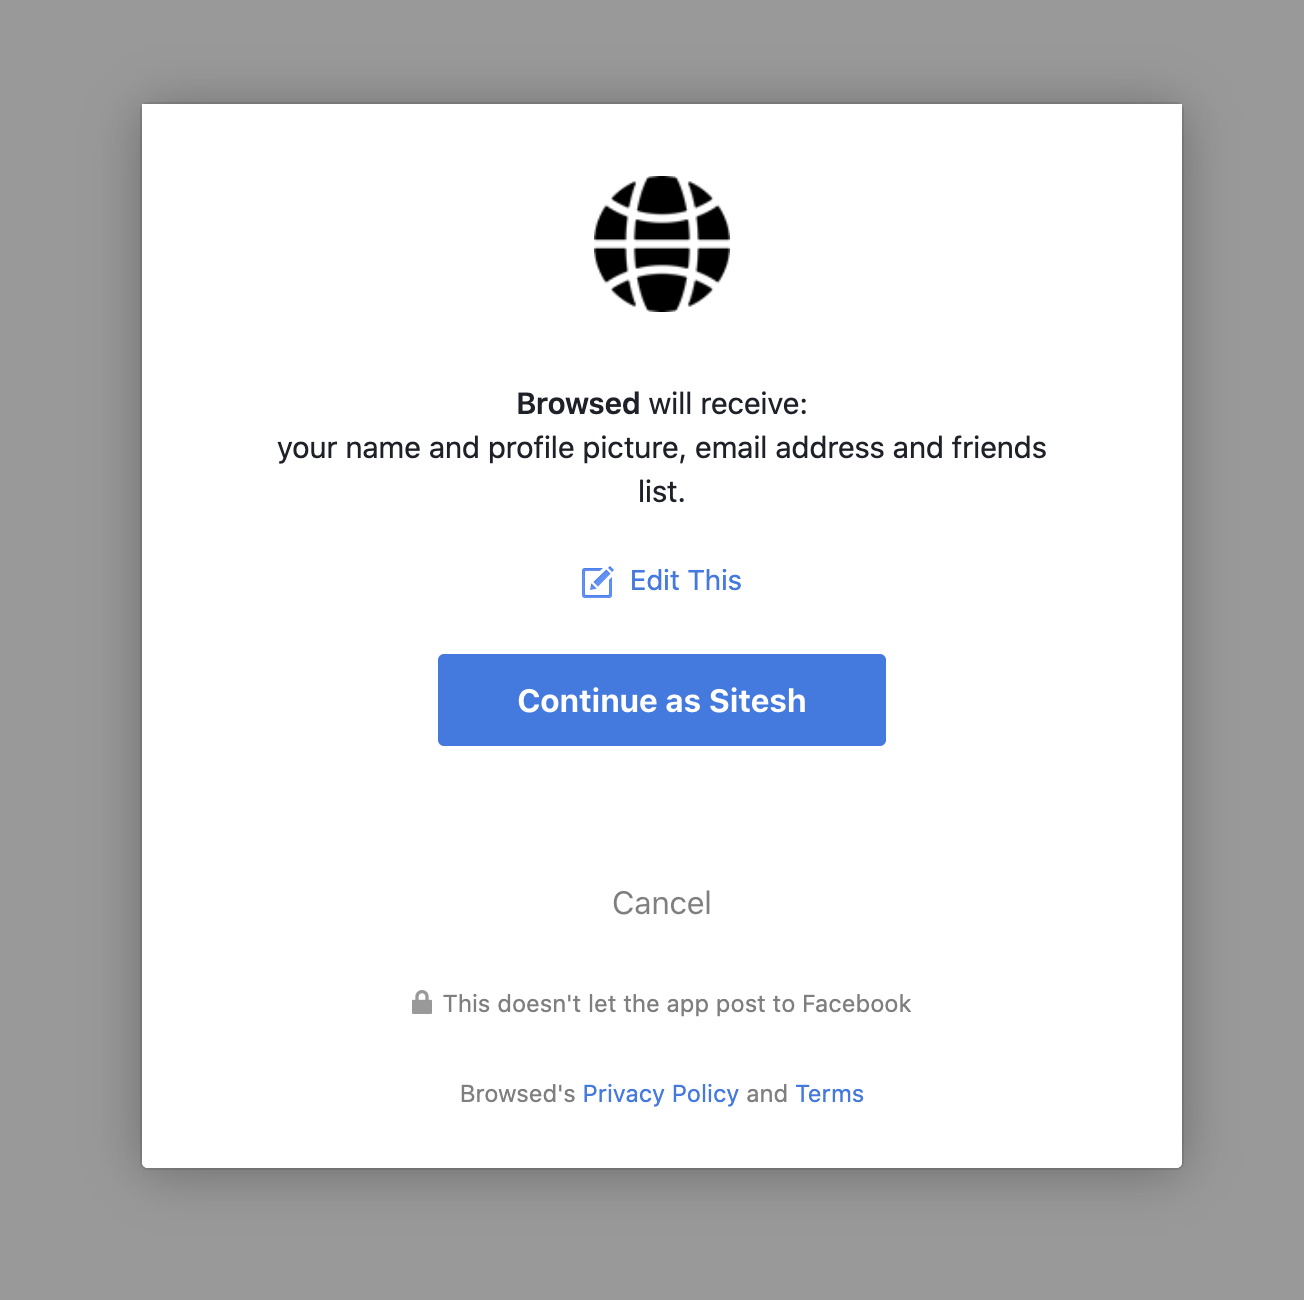 Browsed will receive:
your name and profile picture, email address and friends
list.
Edit This
Continue as Sitesh
Cancel
This doesn't let the app post to Facebook
Browsed's Privacy Policy and Terms